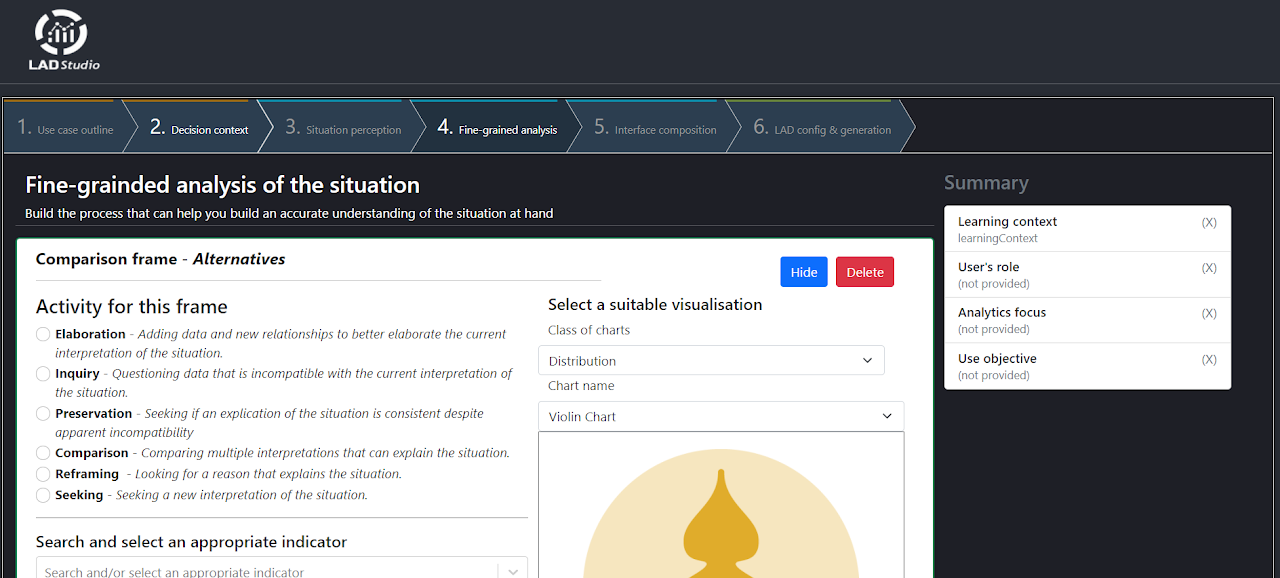 LAD Studio
1. Use case outline
2. Decision context
3. Situation perception
4. Fine-grained analysis
5. Interface composition
6. LAD config & generation
Fine-grainded analysis of the situation
Build the process that can help you build an accurate understanding of the situation at hand
Comparison frame - Alternatives
Hide
Delete
Activity for this frame
Elaboration - Adding data and new relationships to better elaborate the current
interpretation of the situation.
Inquiry - Questioning data that is incompatible with the current interpretation of
the situation.
Preservation - Seeking if an explication of the situation is consistent despite
apparent incompatibility
Comparison - Comparing multiple interpretations that can explain the situation.
Reframing - Looking for a reason that explains the situation.
Seeking - Seeking a new interpretation of the situation.
Search and select an appropriate indicator
Search and/or select an appropriate indicator
Select a suitable visualisation
Class of charts
Distribution
Chart name
Violin Chart
Summary
Learning context
(X)
learningContext
User's role
(X)
(not provided)
Analytics focus
(X)
(not provided)
Use objective
(X)
(not provided)